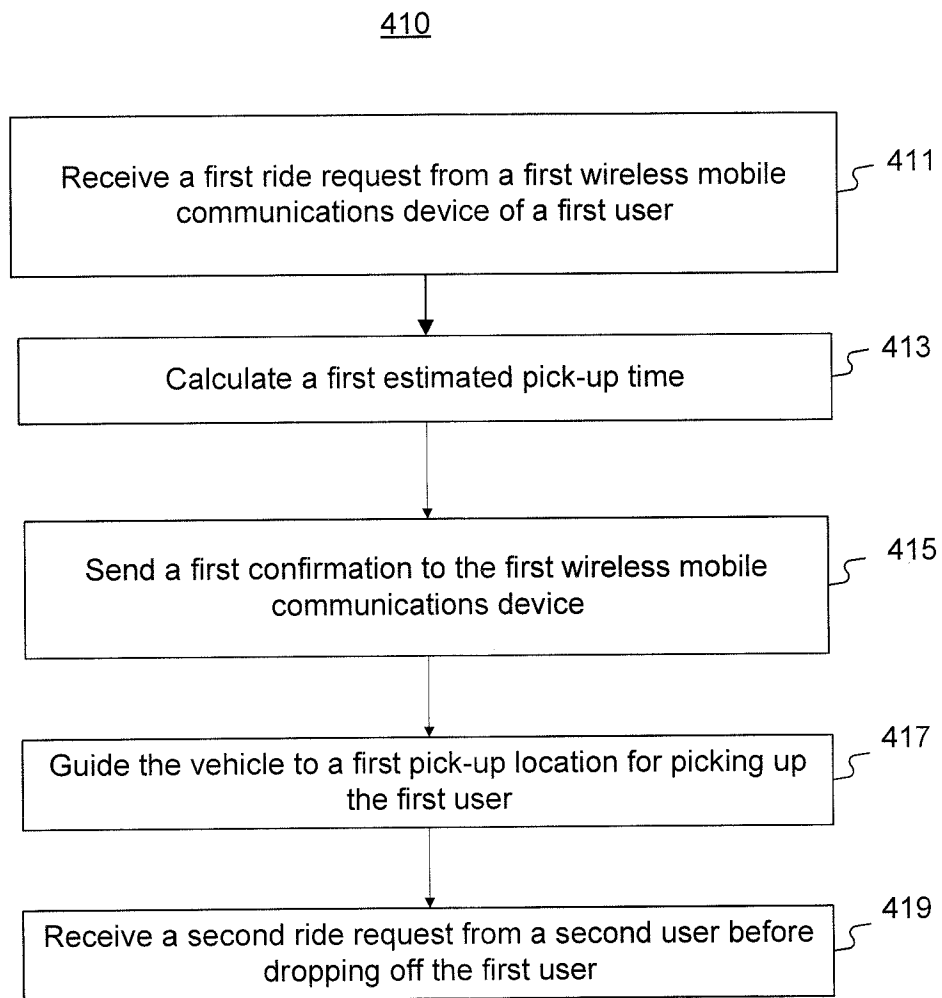 410
Receive a first ride request from a first wireless mobile
communications device of a first user
411
Calculate a first estimated pick-up time
413
Send a first confirmation to the first wireless mobile
communications device
415
Guide the vehicle to a first pick-up location for picking up
the first user
417
Receive a second ride request from a second user before
dropping off the first user
419